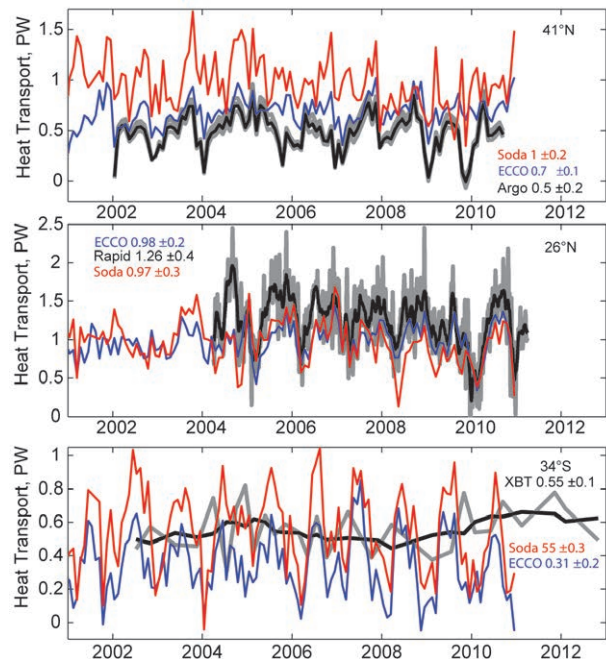 1.5
41°N
1
0.5
Soda 1 ±0.2
ECCO 0.7 ±0.1
0
Argo 0.5 ±0.2
Heat Transport, PW
2002 2004 2006 2008 2010 2012
2.5
ECCO 0.98 ±0.2
26°N
Rapid 1.26 ±0.4
2
Soda 0.97 ±0.3
1.5
1
0.5
0
Heat Transport, PW
2002 2004 2006 2008 2010 2012
1
34°S
XBT 0.55 ±0.1
0.8
0.6
0.4
Soda 55 ±0.3
ECCO 0.31 ±0.2
0.2
0
Heat Transport, PW
2002 2004 2006 2008 2010 2012